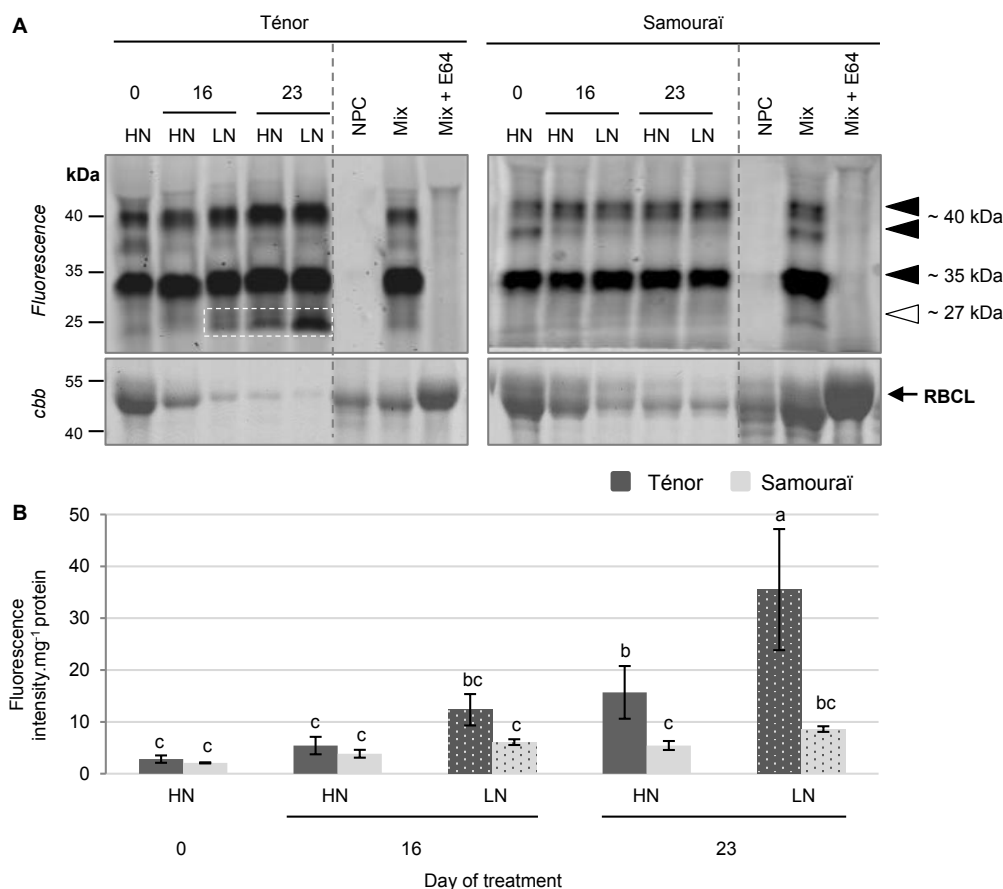 A
Ténor
Samouraï
0 16 23 NPC Mix Mix + E64
HN HN LN HN LN
0 16 23 NPC Mix Mix + E64
HN HN LN HN LN
kDa
Fluorescence
40
35
25
~ 40 kDa
~ 35 kDa
~ 27 kDa
cbb
55
40
RBCL
Ténor Samouraï
B
Fluorescence
intensity.mg-1 protein
50
40
30
20
10
0
c c c c bc c b c a bc
HN HN LN HN LN
0 16 23
Day of treatment